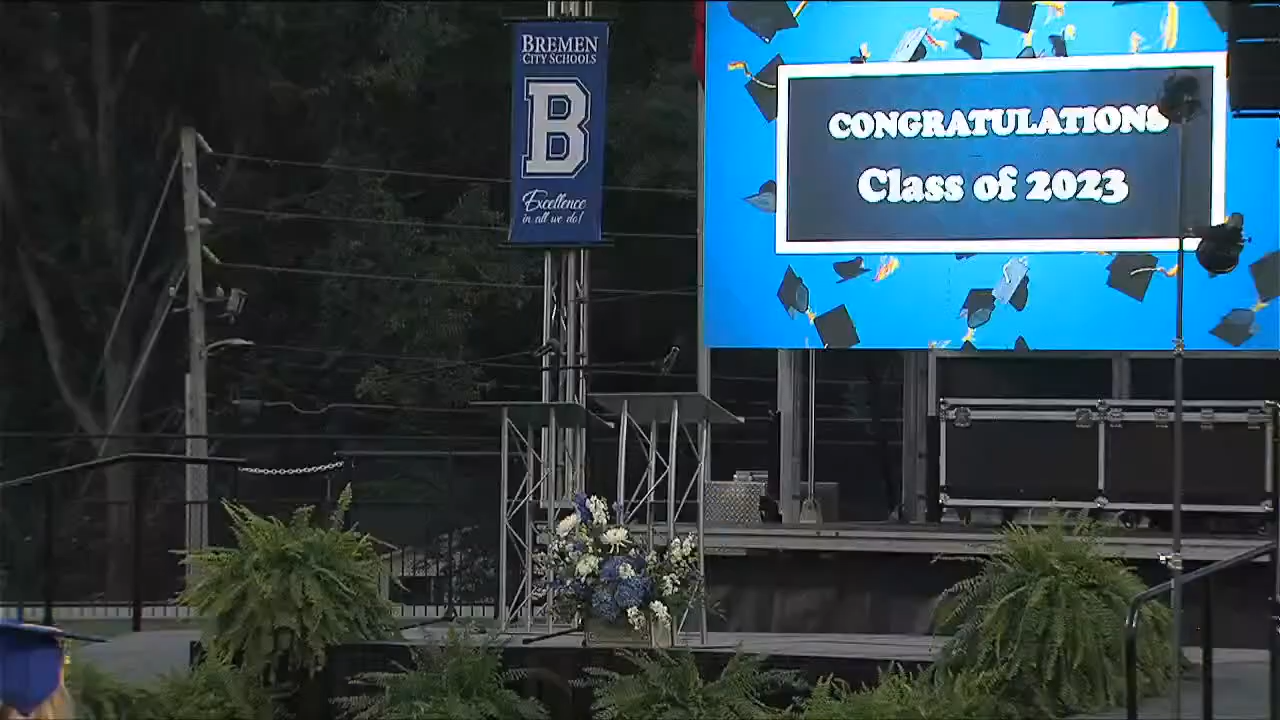 BREMEN
CITY SCHOOLS
B
Excellence
in all we do!
CONGRATULATIONS
Class of 2023